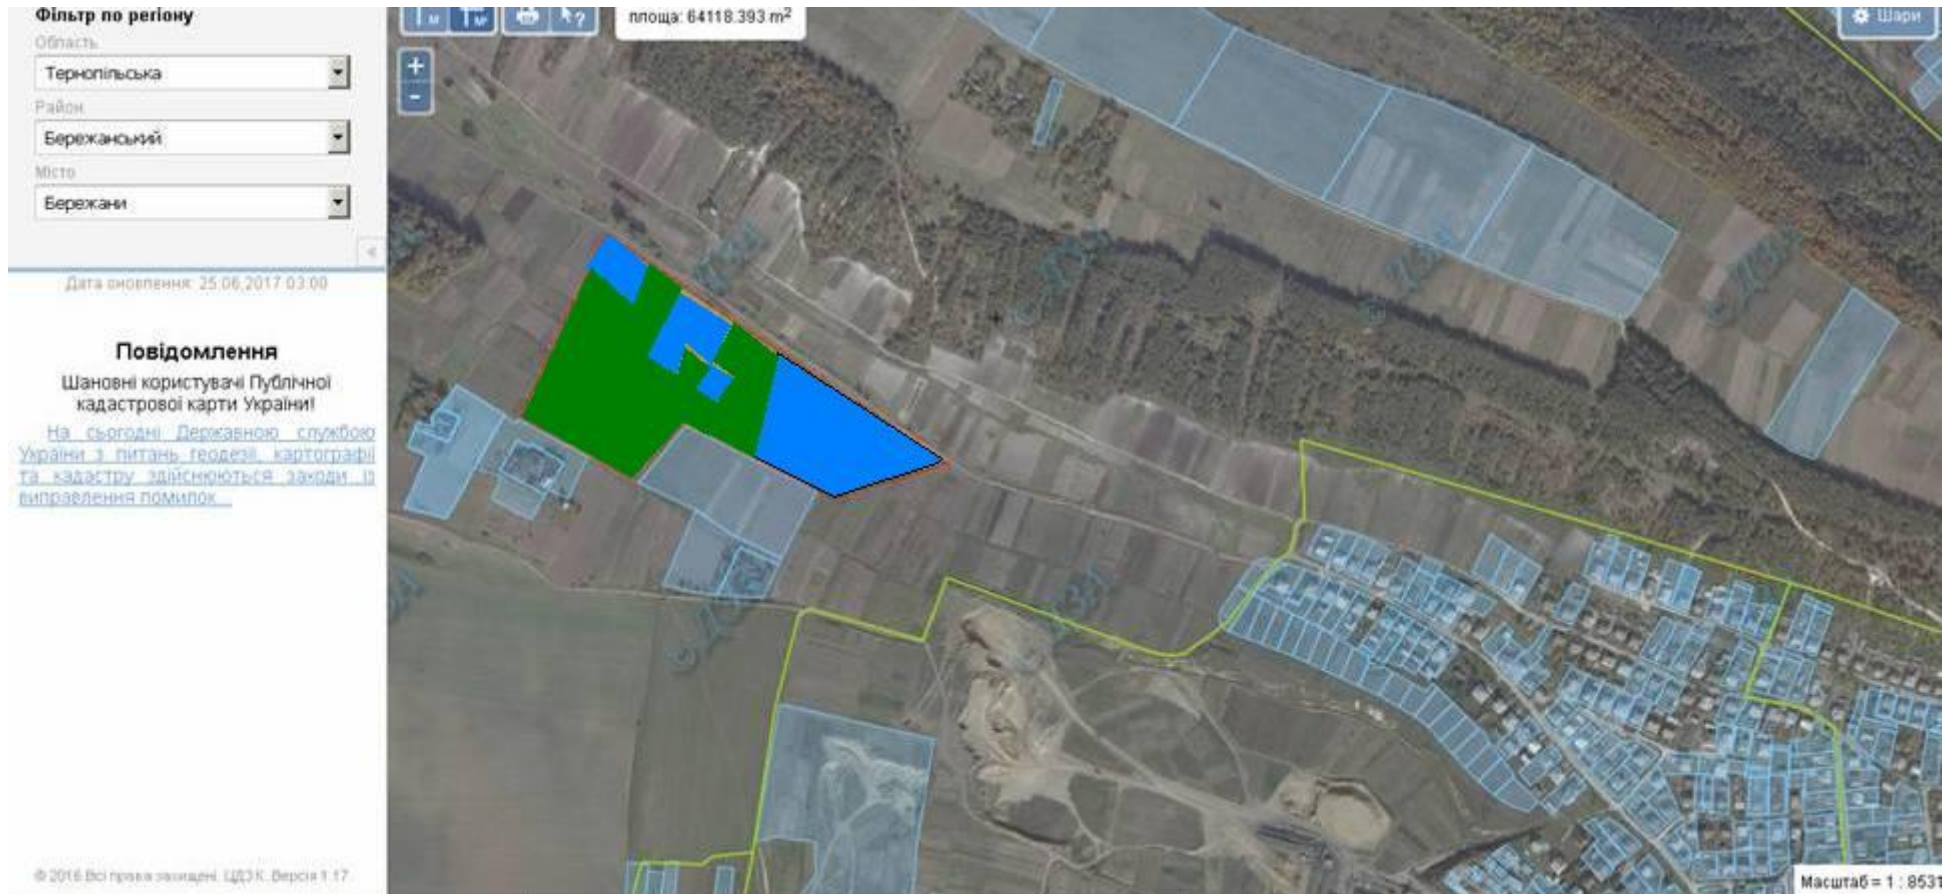 Фільтр по регіону
Область
Тернопільська
Район
Бережанський
Місто
Бережани
Дата оновлення: 25.06.2017 03:00
Повідомлення
Шановні користувачі Публічної
кадастрової карти України!
На сьогодні Державною службою
України з питань геодезії, картографії
та кадастру здійснюються заходи із
виправлення помилок...
© 2016 Всі права захищені. ЦДЗК. Версія 1.17
площа: 64118.393 m²
Шари
Масштаб = 1 : 8531